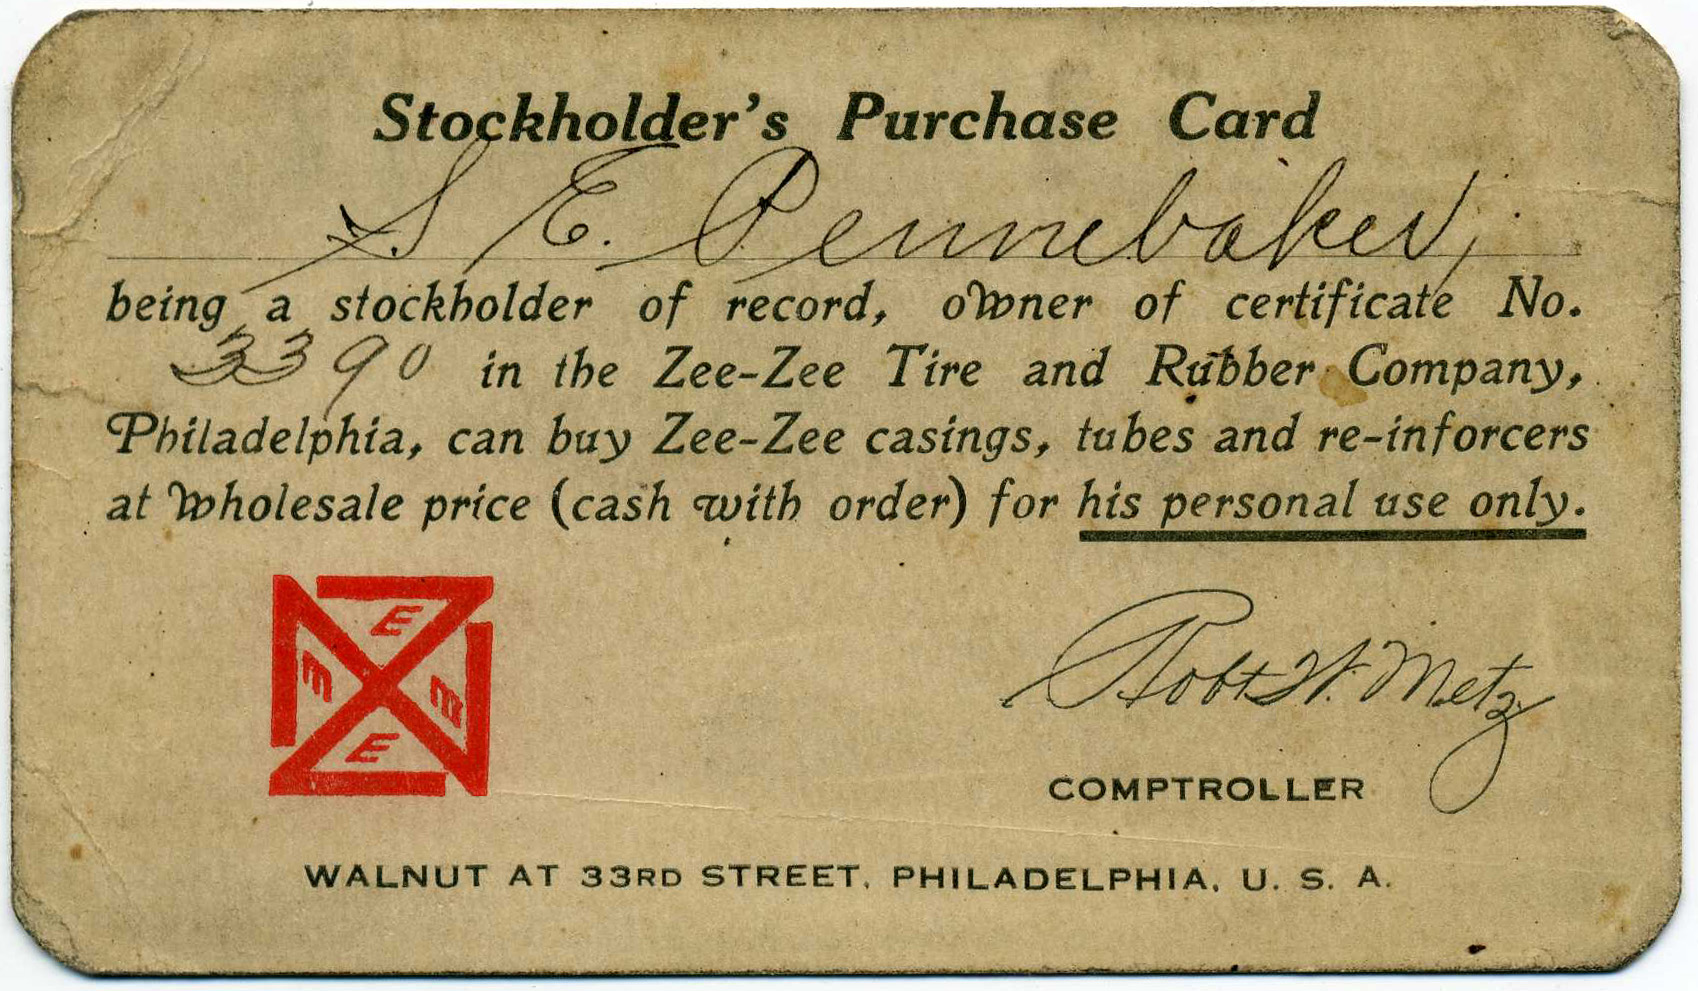 Stockholder's Purchase Card
S E. Pennebaker,
being a stockholder of record, owner of certificate No.
3390 in the Zee-Zee Tire and Rubber Company,
Philadelphia, can buy Zee-Zee casings, tubes and re-inforcers
at wholesale price (cash with order) for his personal use only.
ZEE ZEE
Robt W. Metz
COMPTROLLER
WALNUT AT 33RD STREET, PHILADELPHIA, U. S. A.